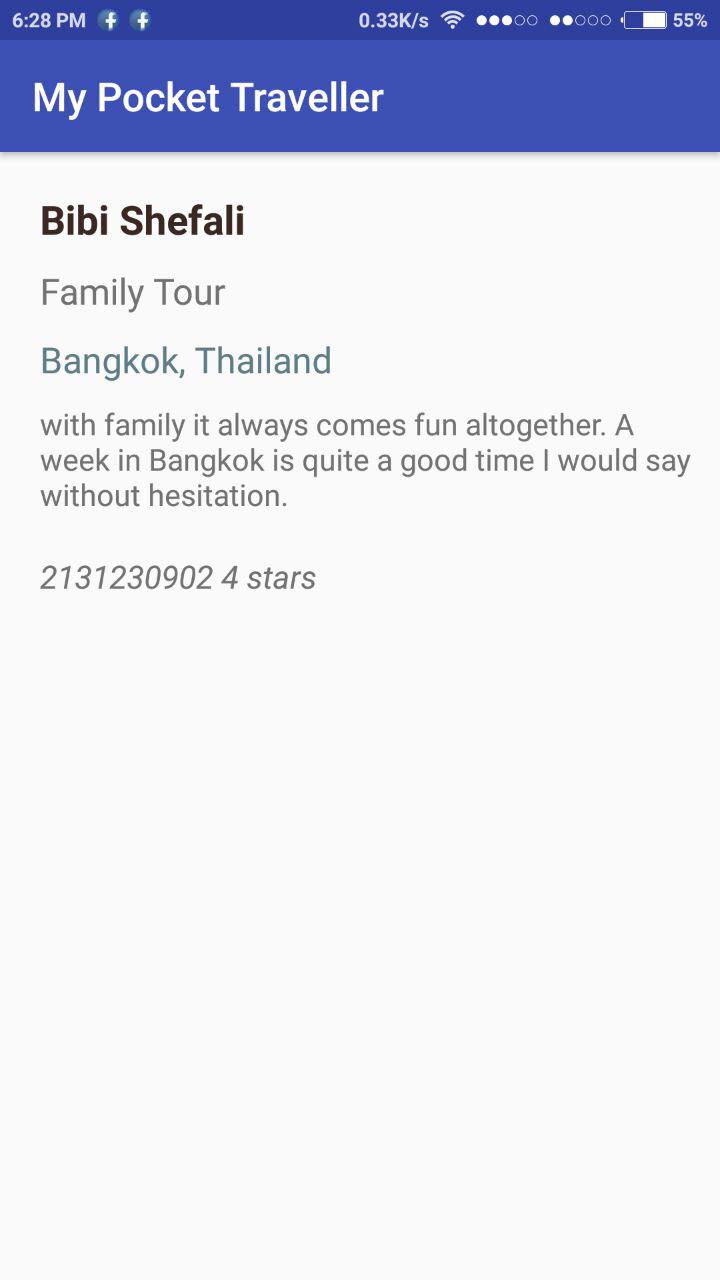 6:28 PM 0.33K/s 55%
My Pocket Traveller
Bibi Shefali
Family Tour
Bangkok, Thailand
with family it always comes fun altogether. A
week in Bangkok is quite a good time I would say
without hesitation.
2131230902 4 stars